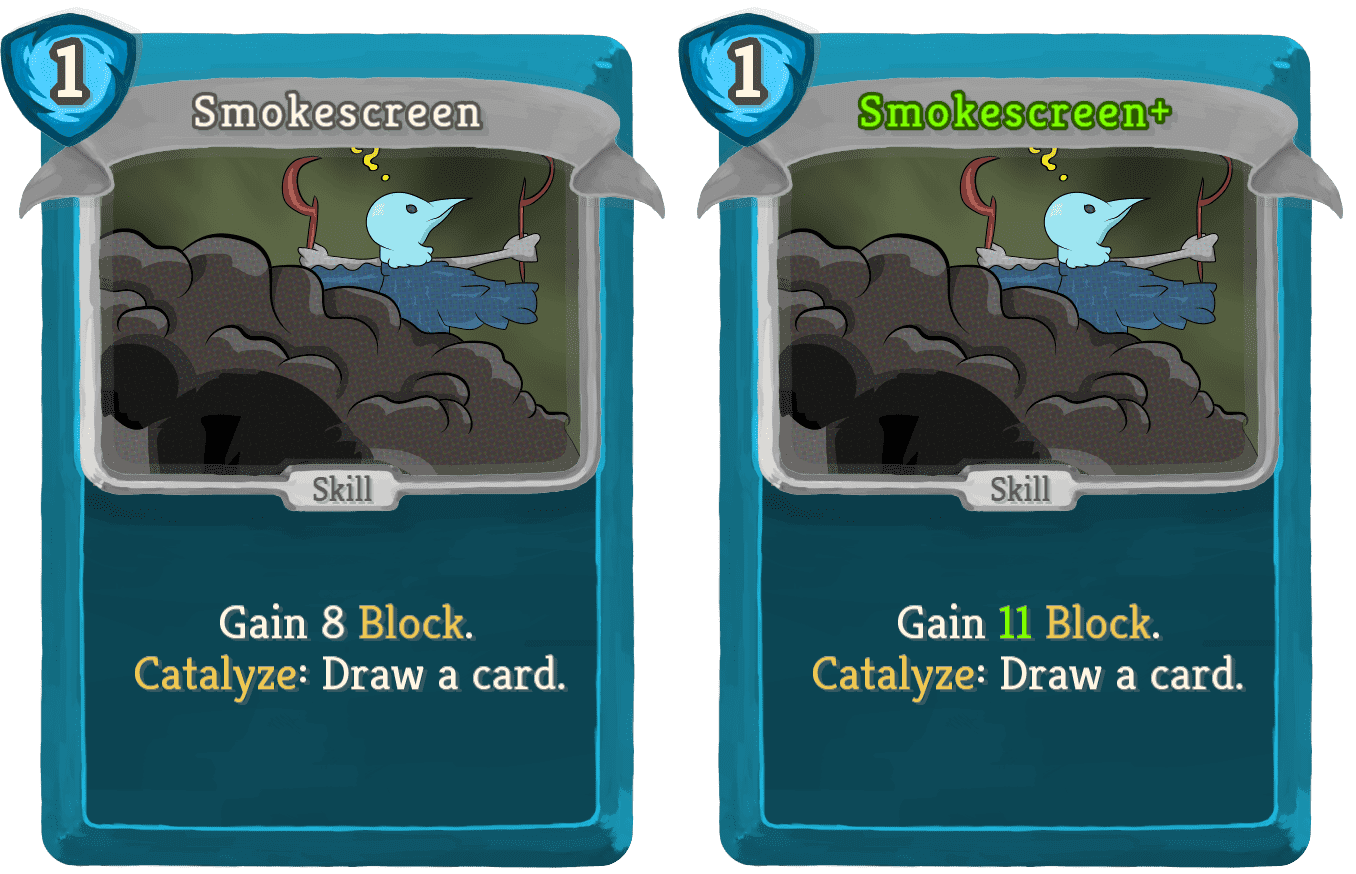 1
Smokescreen
Skill
Gain 8 Block.
Catalyze: Draw a card.
1
Smokescreen+
Skill
Gain 11 Block.
Catalyze: Draw a card.